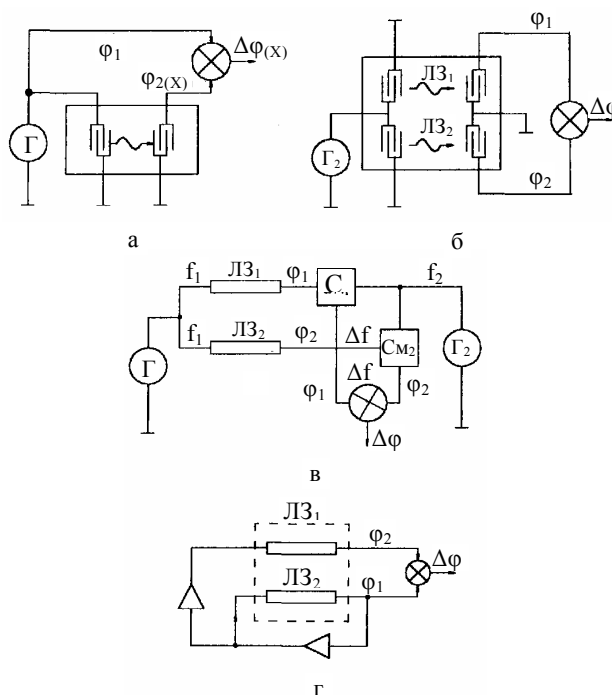 φ₁
Δφ(X)
φ₂(X)
Г
а
φ₁
ЛЗ₁
Δφ
ЛЗ₂
Г₂
φ₂
б
f₁ ЛЗ₁ φ₁ С f₂
f₁ ЛЗ₂ φ₂ Δf См₂ Г₂
Г
Δf
φ₁ φ₂
Δφ
в
ЛЗ₁
φ₂
Δφ
ЛЗ₂
φ₁
г